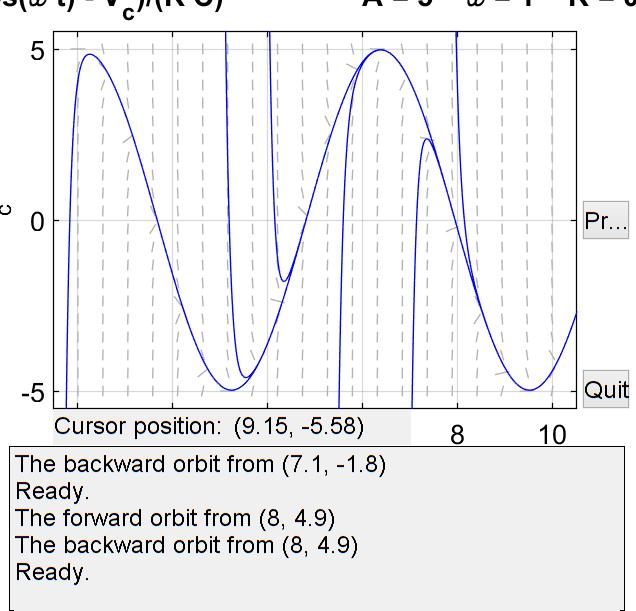 s(ω t) - Vc)/(R C) A = 5 ω = 1 R = 0
5
0
-5
c
Pr...
Quit
Cursor position: (9.15, -5.58)
8 10
The backward orbit from (7.1, -1.8)
Ready.
The forward orbit from (8, 4.9)
The backward orbit from (8, 4.9)
Ready.